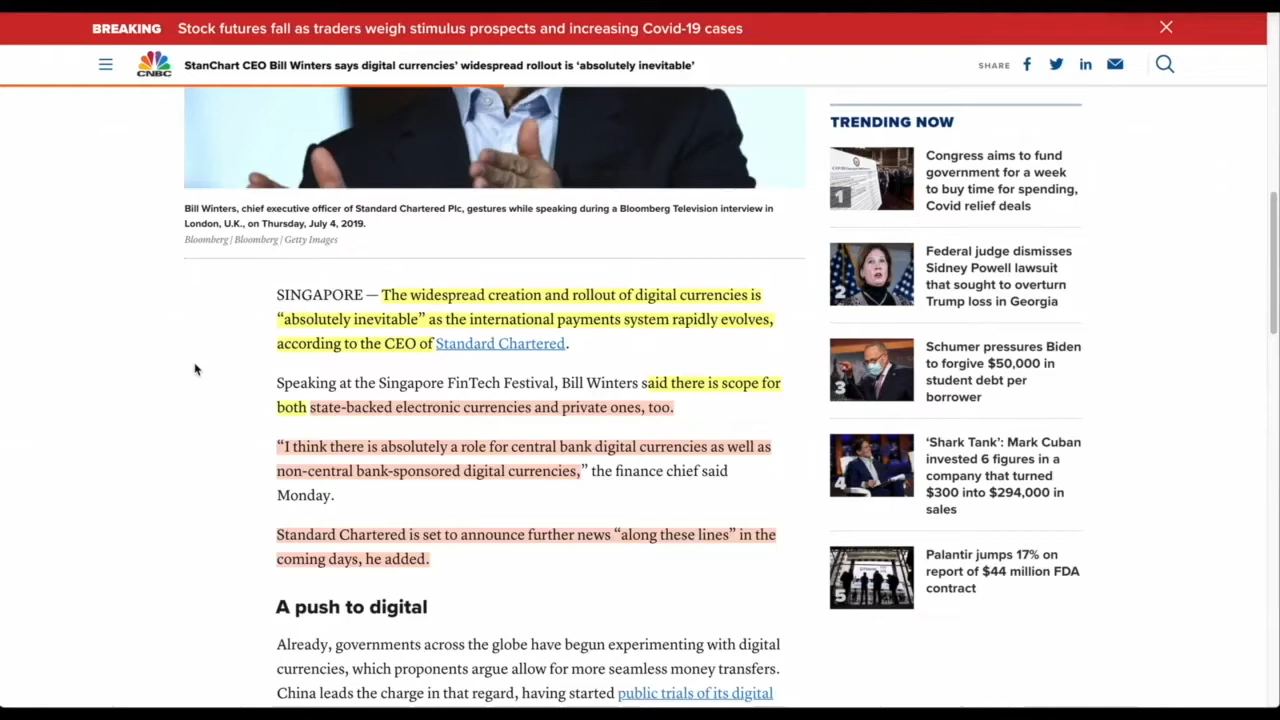 BREAKING Stock futures fall as traders weigh stimulus prospects and increasing Covid-19 cases
CNBC
StanChart CEO Bill Winters says digital currencies’ widespread rollout is ‘absolutely inevitable’
SHARE
Bill Winters, chief executive officer of Standard Chartered Plc, gestures while speaking during a Bloomberg Television interview in
London, U.K., on Thursday, July 4, 2019.
Bloomberg | Bloomberg | Getty Images
SINGAPORE — The widespread creation and rollout of digital currencies is
“absolutely inevitable” as the international payments system rapidly evolves,
according to the CEO of Standard Chartered.
Speaking at the Singapore FinTech Festival, Bill Winters said there is scope for
both state-backed electronic currencies and private ones, too.
“I think there is absolutely a role for central bank digital currencies as well as
non-central bank-sponsored digital currencies,” the finance chief said
Monday.
Standard Chartered is set to announce further news “along these lines” in the
coming days, he added.
A push to digital
Already, governments across the globe have begun experimenting with digital
currencies, which proponents argue allow for more seamless money transfers.
China leads the charge in that regard, having started public trials of its digital
TRENDING NOW
1
Congress aims to fund
government for a week
to buy time for spending,
Covid relief deals
2
Federal judge dismisses
Sidney Powell lawsuit
that sought to overturn
Trump loss in Georgia
3
Schumer pressures Biden
to forgive $50,000 in
student debt per
borrower
4
‘Shark Tank’: Mark Cuban
invested 6 figures in a
company that turned
$300 into $294,000 in
sales
5
Palantir jumps 17% on
report of $44 million FDA
contract